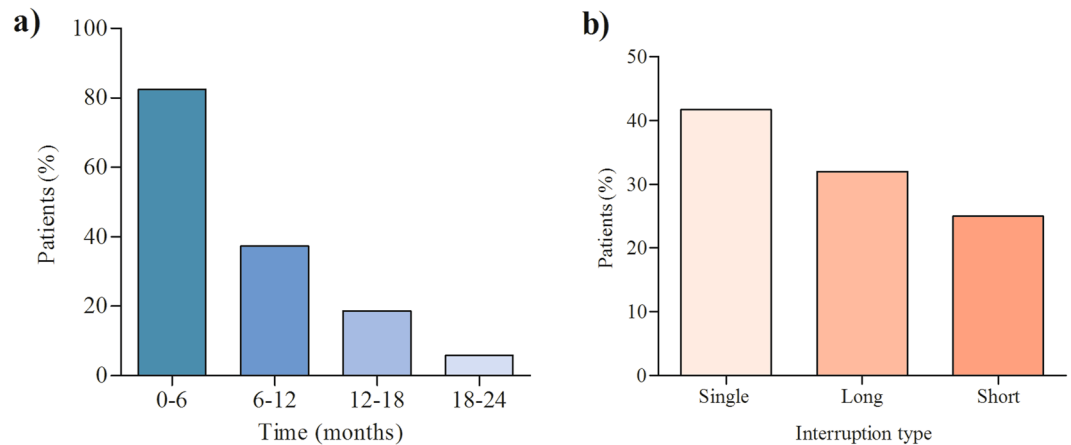 a)
Patients (%)
100
80
60
40
20
0
0-6 6-12 12-18 18-24
Time (months)
b)
Patients (%)
50
40
30
20
10
0
Single Long Short
Interruption type